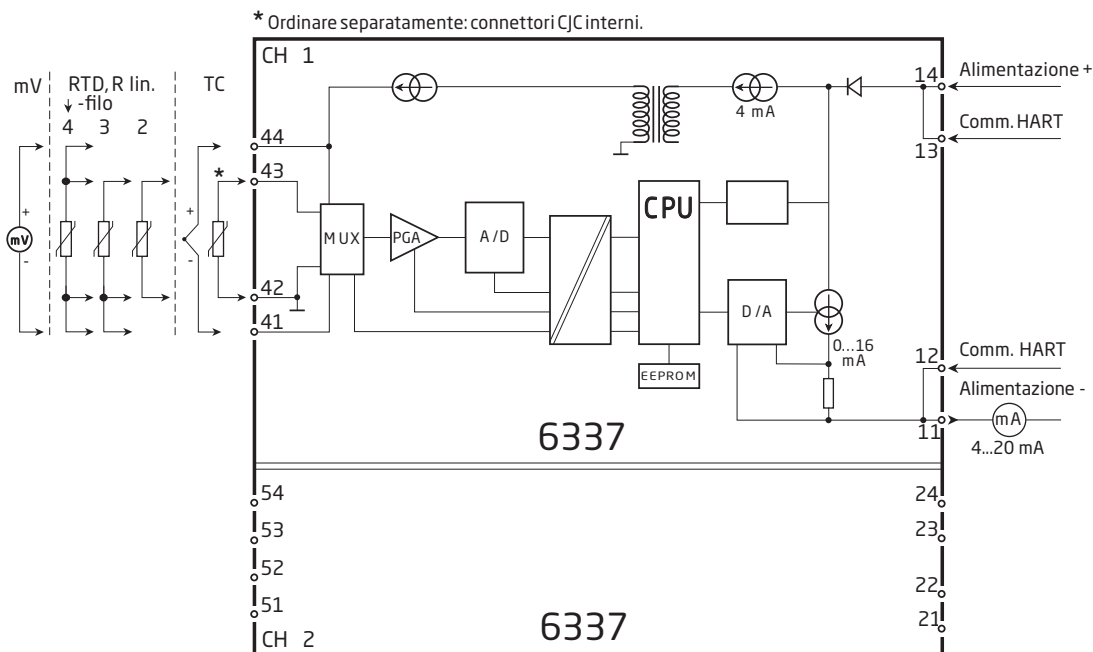 * Ordinare separatamente: connettori CJC interni.
CH 1
mV
RTD, R lin.
-filo
4 3 2
TC
44
43
*
42
41
+
mV
-
+
-
MUX
PGA
A/D
CPU
EEPROM
D/A
4 mA
0...16
mA
14
Alimentazione +
Comm. HART
13
12
Comm. HART
Alimentazione -
11
mA
4...20 mA
6337
54
53
52
51
24
23
22
21
6337
CH 2